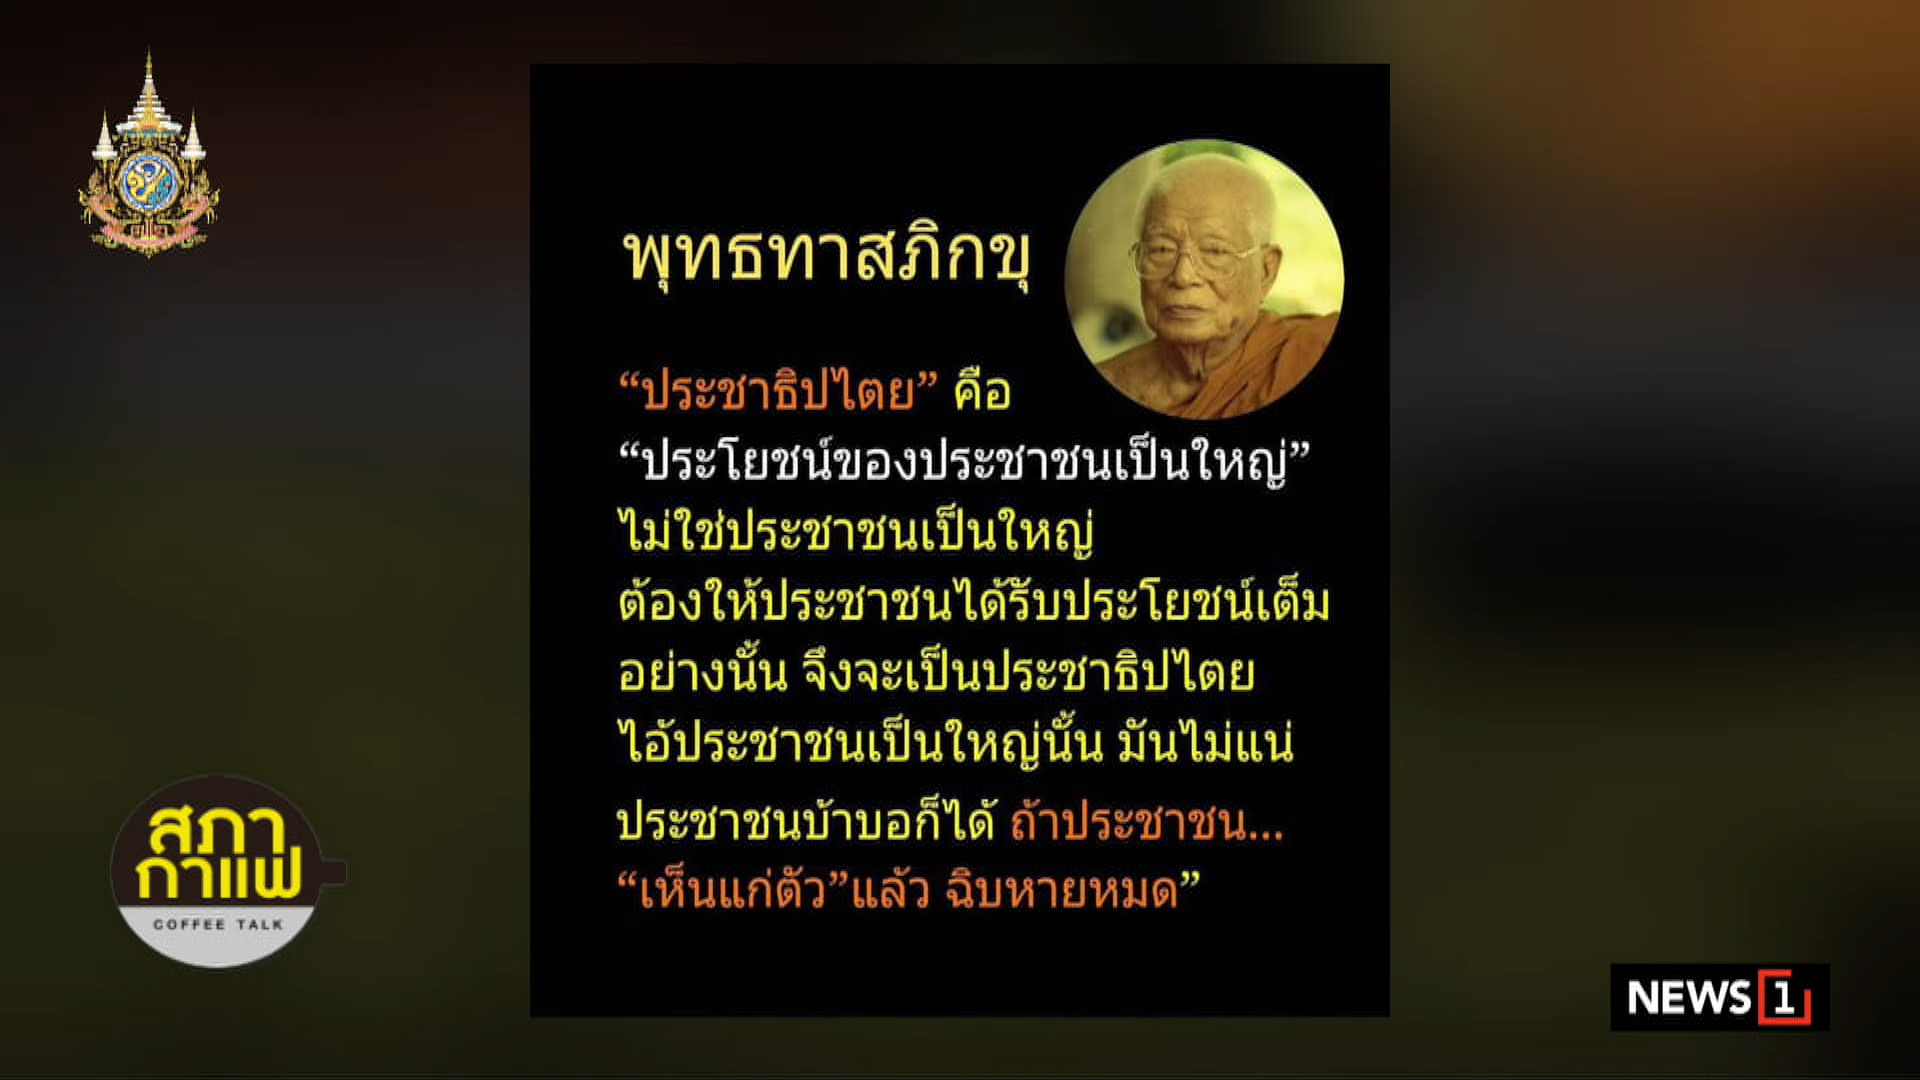 พุทธทาสภิกขุ
“ประชาธิปไตย” คือ
“ประโยชน์ของประชาชนเป็นใหญ่”
ไม่ใช่ประชาชนเป็นใหญ่
ต้องให้ประชาชนได้รับประโยชน์เต็ม
อย่างนั้น จึงจะเป็นประชาธิปไตย
ไอ้ประชาชนเป็นใหญ่นั้น มันไม่แน่
ประชาชนบ้าบอก็ได้ ถ้าประชาชน...
“เห็นแก่ตัว”แล้ว ฉิบหายหมด”
สภา
กาแฟ
COFFEE TALK
NEWS 1